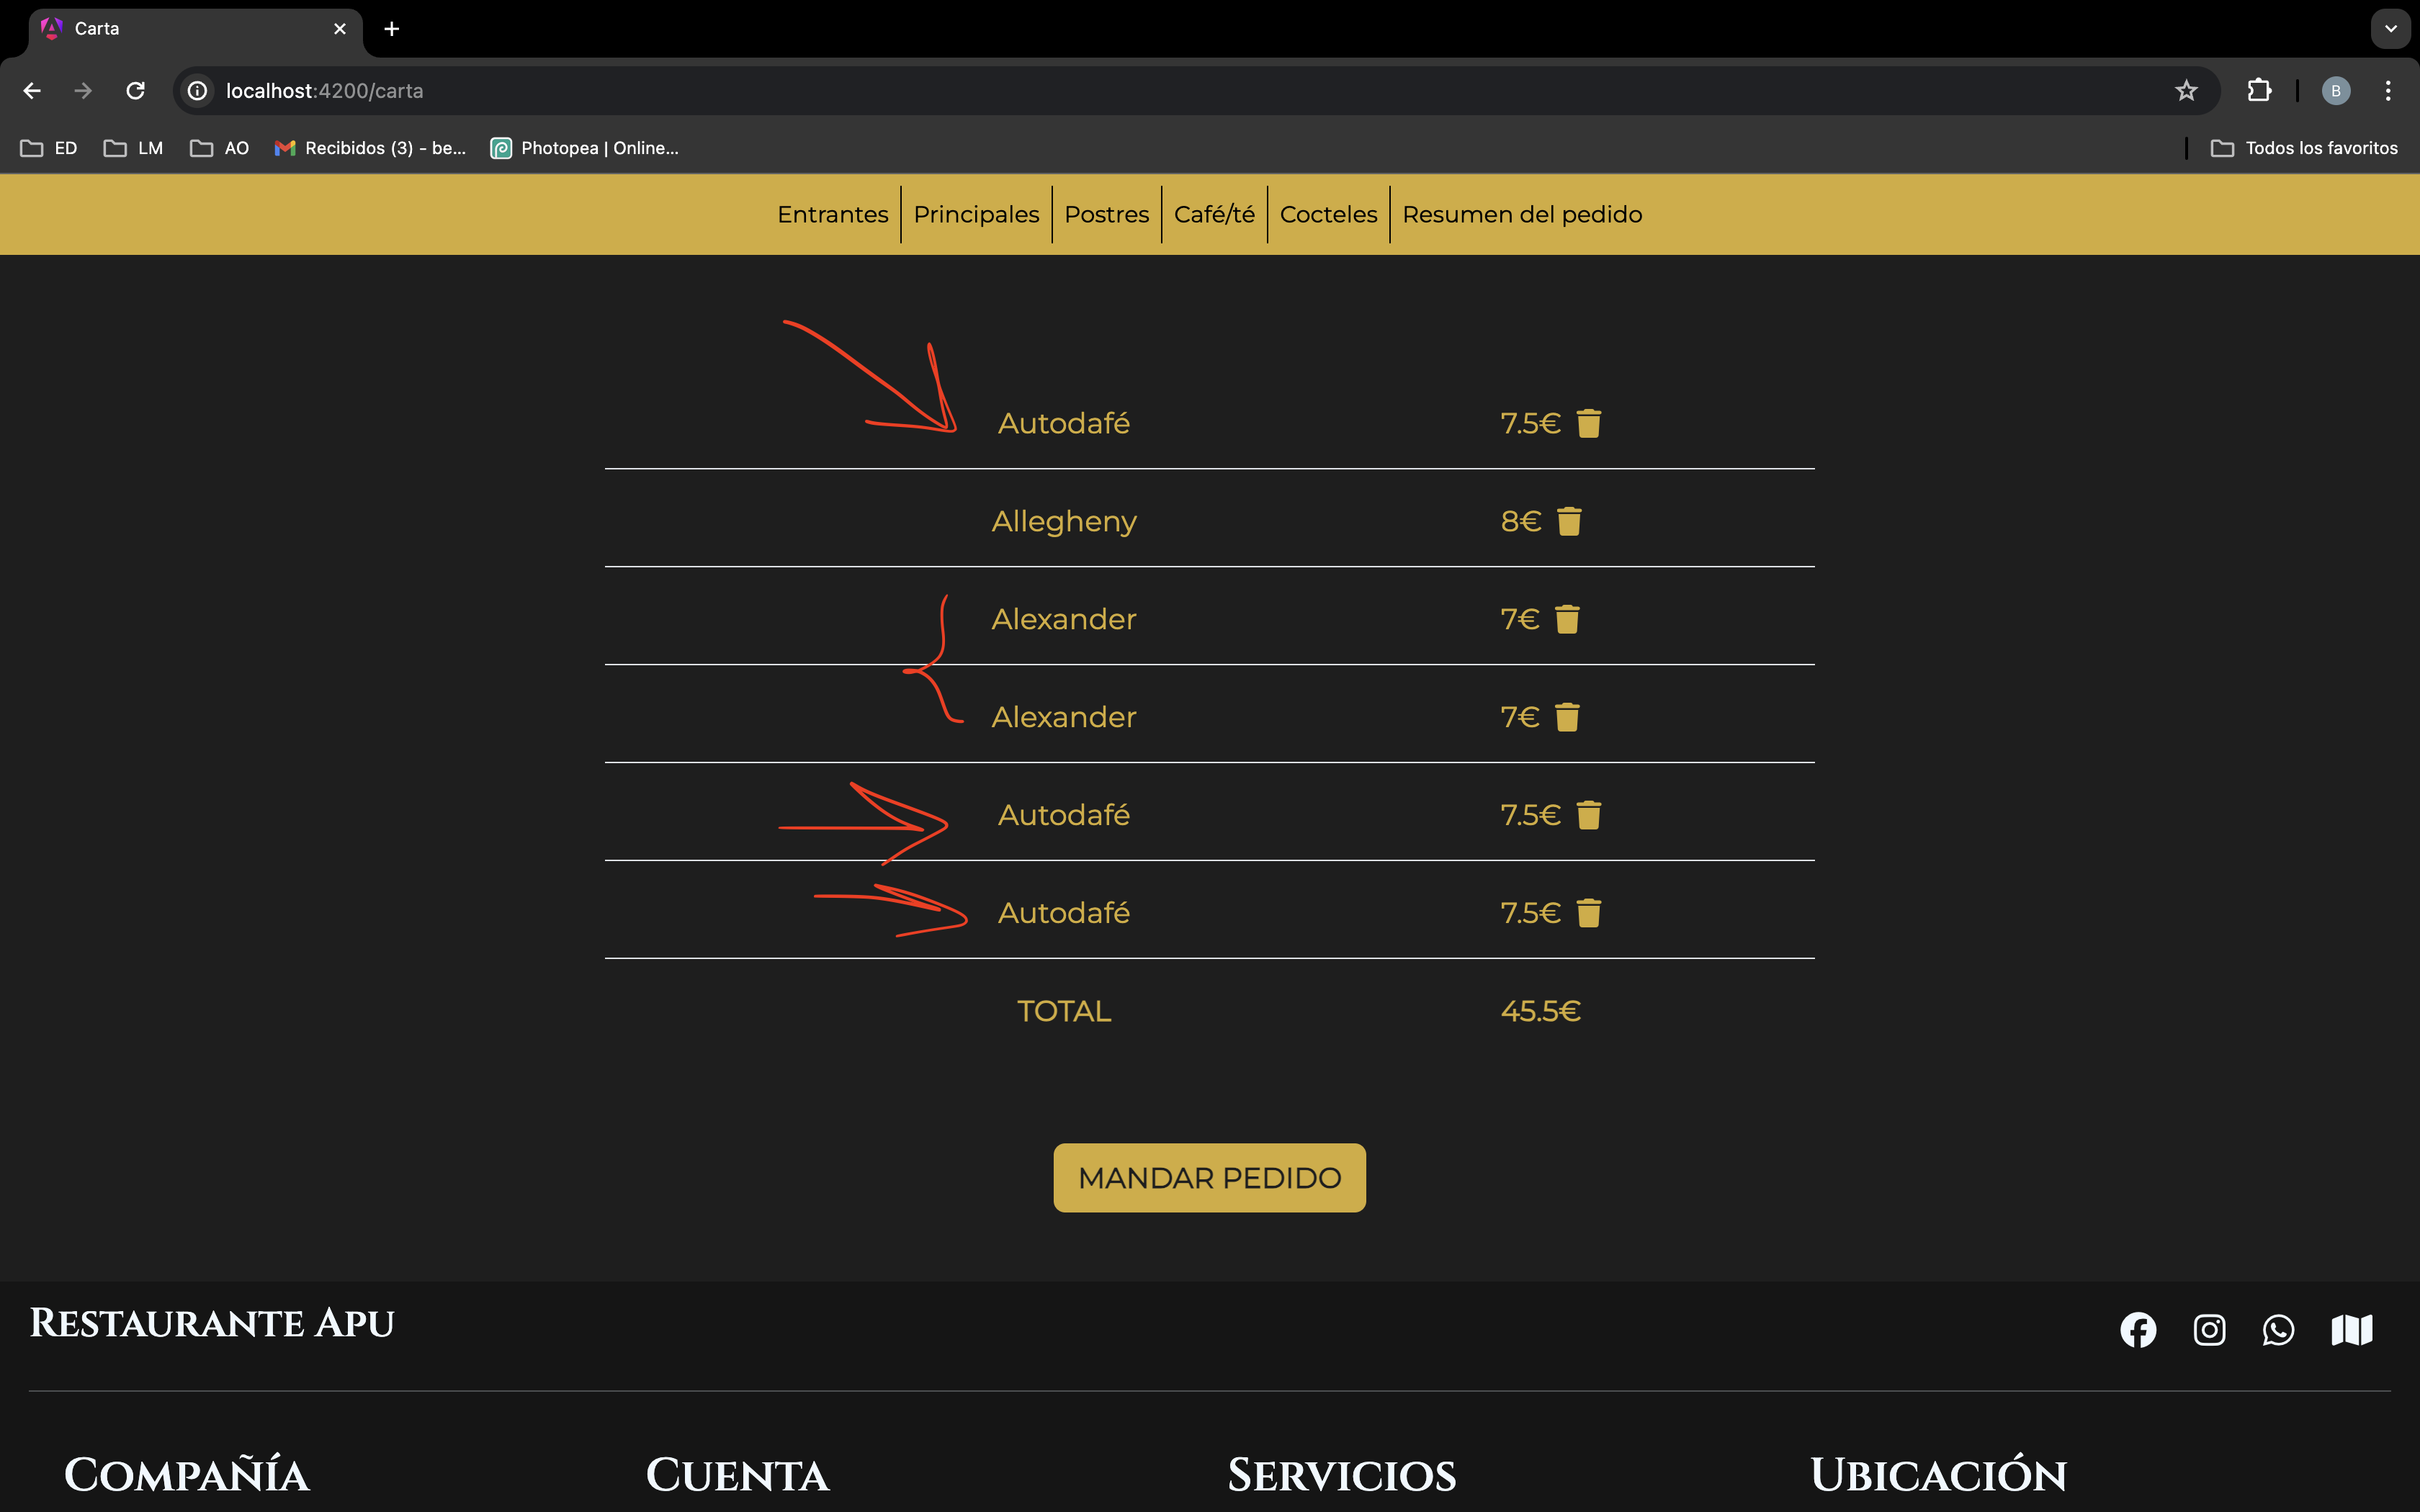 Carta
localhost:4200/carta
B
ED LM AO Recibidos (3) - be... Photopea | Online... Todos los favoritos
Entrantes Principales Postres Café/té Cocteles Resumen del pedido
Autodafé 7.5€
Allegheny 8€
Alexander 7€
Alexander 7€
Autodafé 7.5€
Autodafé 7.5€
TOTAL 45.5€
MANDAR PEDIDO
Restaurante Apu
Compañía Cuenta Servicios Ubicación